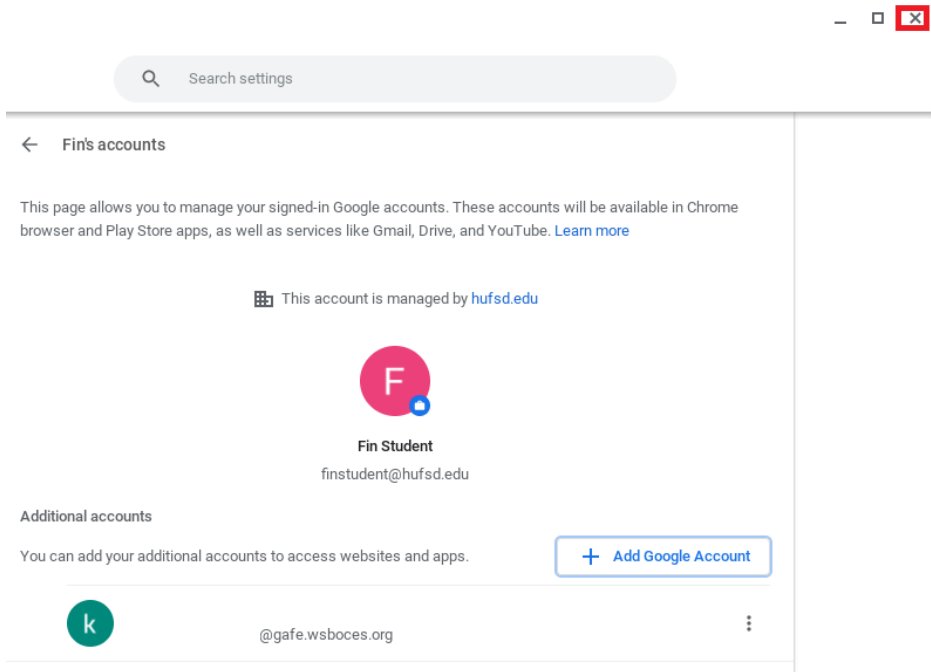 Search settings
Fin's accounts
This page allows you to manage your signed-in Google accounts. These accounts will be available in Chrome
browser and Play Store apps, as well as services like Gmail, Drive, and YouTube. Learn more
This account is managed by hufsd.edu
F
Fin Student
finstudent@hufsd.edu
Additional accounts
You can add your additional accounts to access websites and apps.
+ Add Google Account
k
@gafe.wsboces.org